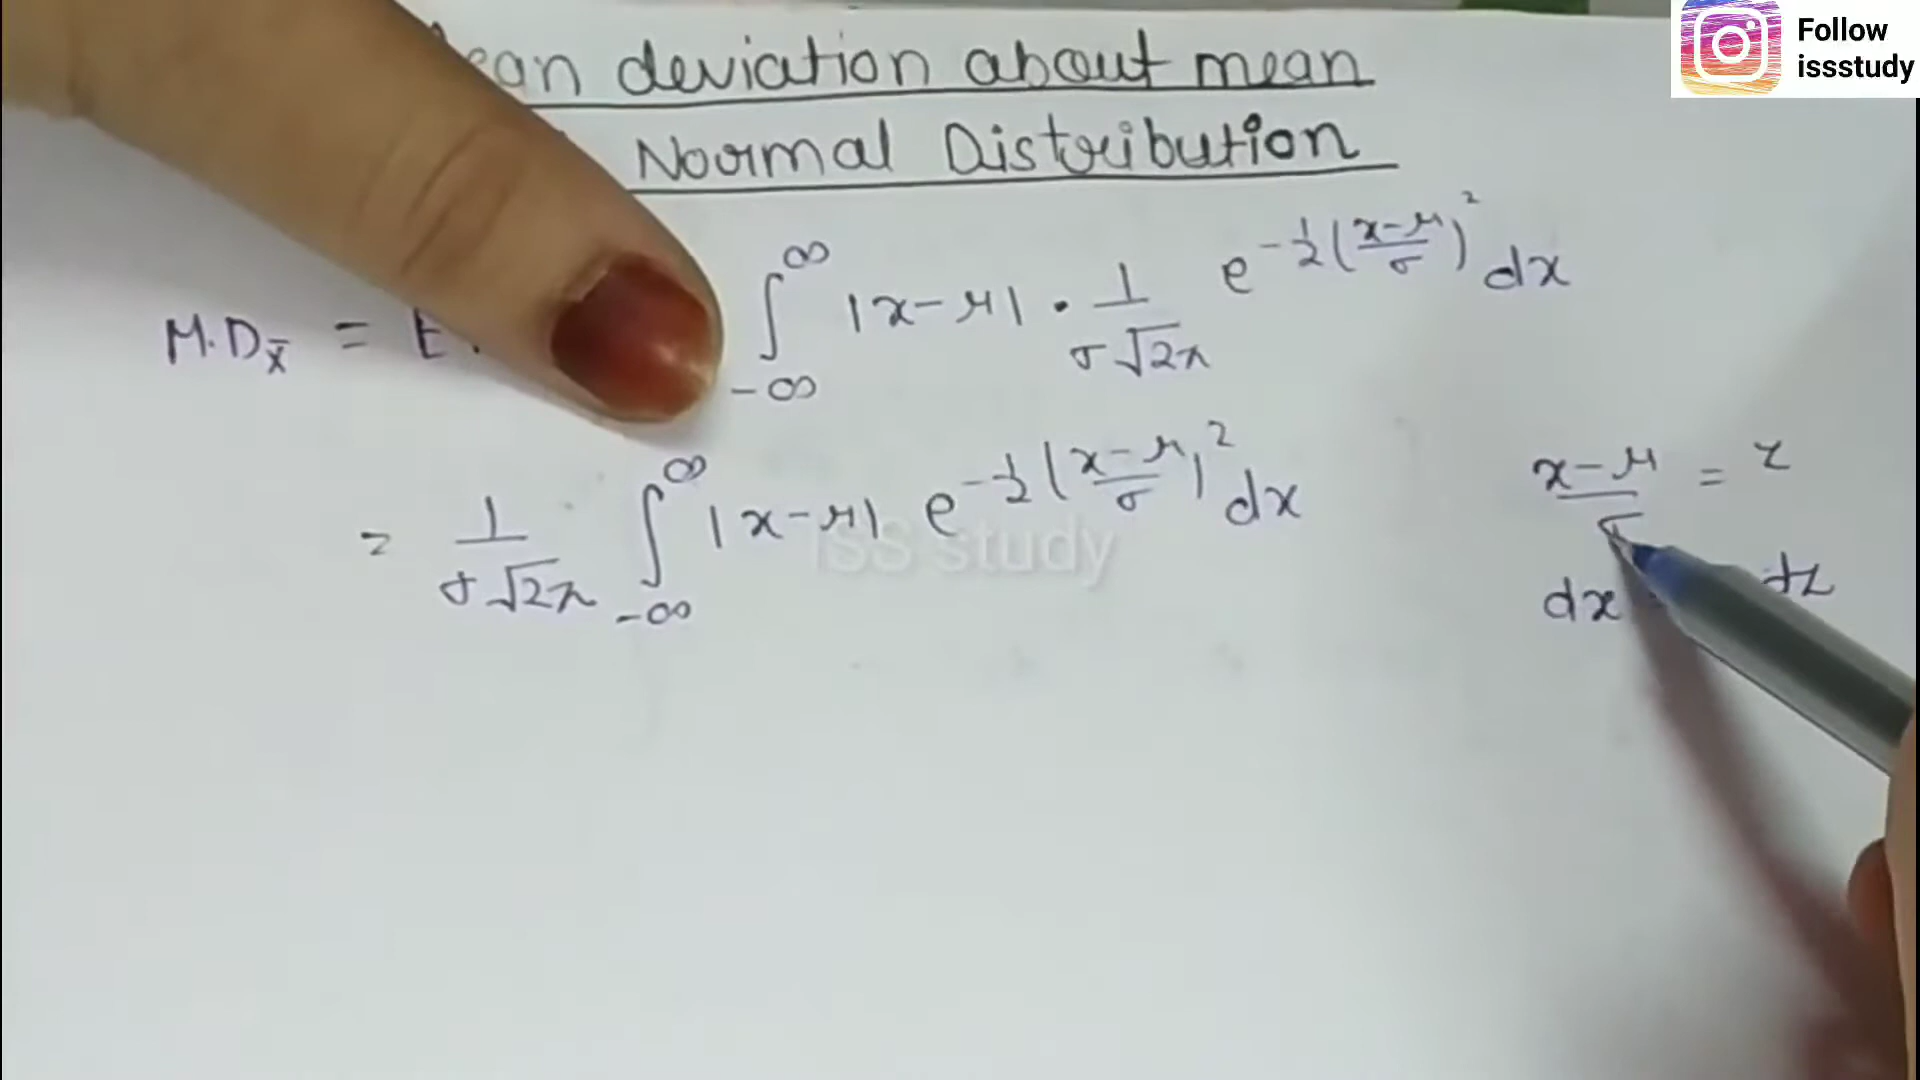 Follow
issstudy
ean deviation about mean
Normal Distribution
M.D_x̄ = E ∫_{-∞}^{∞} |x-μ| . 1/(σ√2π) e^{-1/2((x-μ)/σ)^2} dx
= 1/(σ√2π) ∫_{-∞}^{∞} |x-μ| e^{-1/2((x-μ)/σ)^2} dx
(x-μ)/σ = z
dx dz
ISS study